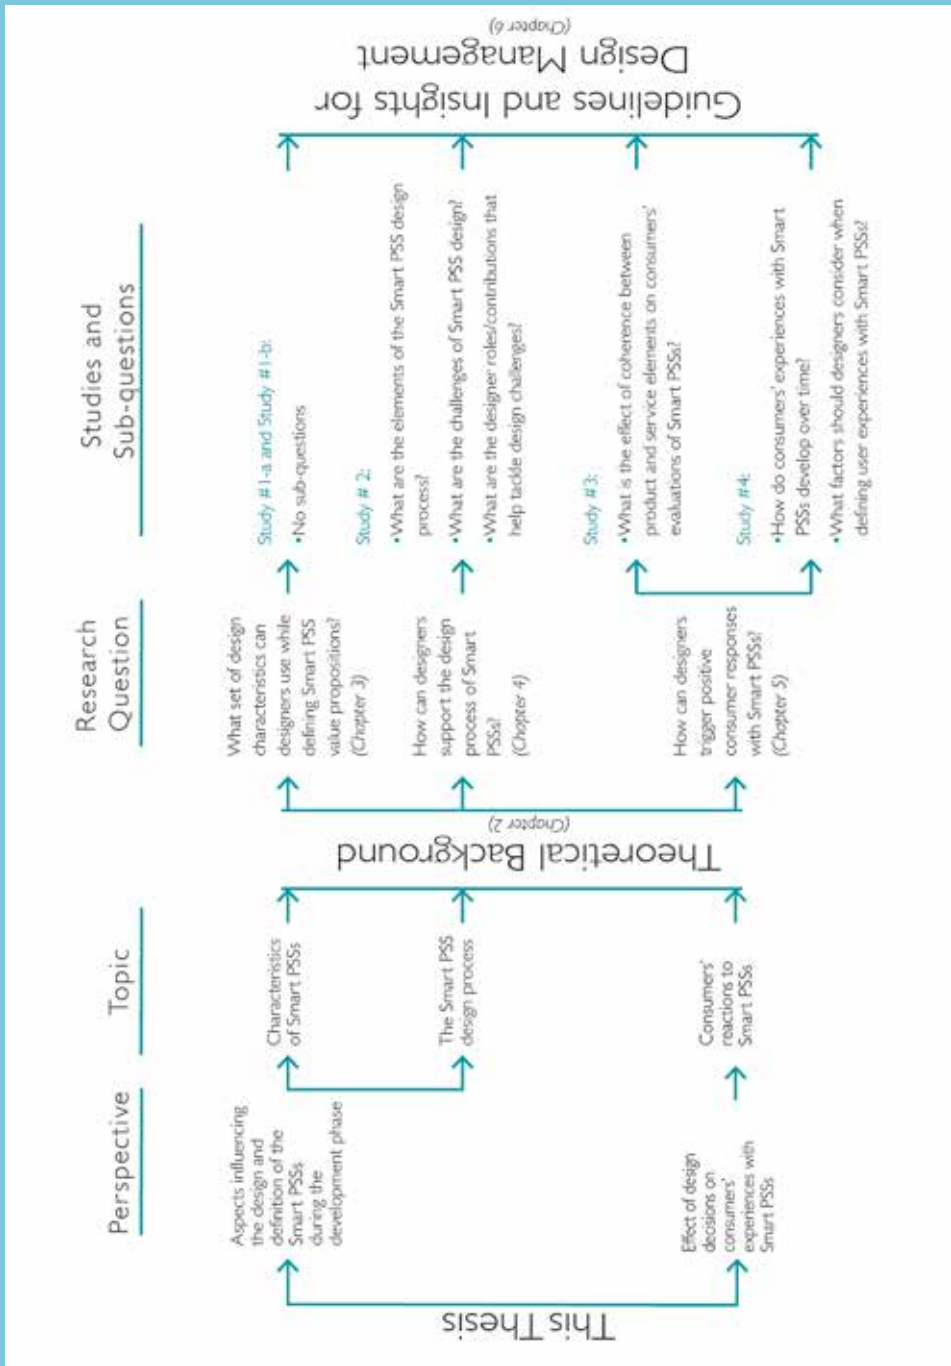 This Thesis
Perspective
Aspects influencing
the design and
definition of the
Smart PSSs
during the
development phase
Effect of design
decisions on
consumers'
experiences with
Smart PSSs
Topic
Characteristics
of Smart PSSs
The Smart PSS
design process
Consumers'
reactions to
Smart PSSs
Theoretical Background
(Chapter 2)
Research
Question
What set of design
characteristics can
designers use while
defining Smart PSS
value propositions?
(Chapter 3)
How can designers
support the design
process of Smart
PSSs?
(Chapter 4)
How can designers
trigger positive
consumer responses
with Smart PSSs?
(Chapter 5)
Studies and
Sub-questions
Study #1-a and Study #1-b:
•No sub-questions
Study # 2:
•What are the elements of the Smart PSS design
process?
•What are the challenges of Smart PSS design?
•What are the designer roles/contributions that
help tackle design challenges?
Study #3:
•What is the effect of coherence between
product and service elements on consumers'
evaluations of Smart PSSs?
Study #4:
•How do consumers' experiences with Smart
PSSs develop over time?
•What factors should designers consider when
defining user experiences with Smart PSSs?
Guidelines and Insights for
Design Management
(Chapter 6)